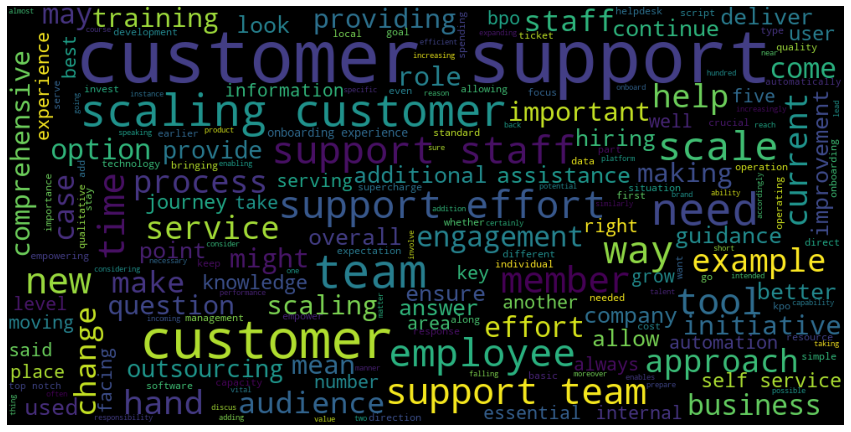 almost
course
may training
development
providing
local
goal
bpo
staff
helpdesk
script
deliver
expanding
spending
customer support
best
look
efficient
increasing
ticket
continue
type
quality
user
comprehensive
experience
serve
invest
information
specific
even
allowing
role
focus
onboard
near
hundred
automatically
come
instance
scaling customer
important
help
five
going
option
speaking
onboarding experience
earlier
reason
standard
back
hiring
well
crucial
incoming
reach
lead
product
sure
technology
bringing
enabling
provide
support staff
part
data
platform
making
scale
operation
current
improvement
case
time
process
serving
additional assistance
situation
first
brand
ability
operating
onboarding
accordingly
importance
add
stay
qualitative
journey take
supercharge
addition
potential
similarly
whether
certainly
support effort
need
service
overall
engagement
right
guidance
direct
empowering
consider
expectation
involve
different
want
point
might
necessary
keep
key
individual
grow
go
short
intended
way
example
new
make
knowledge
considering
one
team
member
tool
better
level
question
performance
management
incoming
empower
matter
ensure
answer
another
needed
company
cost
talent
kpo
capability
initiative
moving
change
scaling
response
along
area
effort
allow
automation
resource
taking
said
place
facing
outsourcing
mean
customer
employee
manner
always
approach
simple
top notch
software
capacity
number
falling
basic
moreover
enables
prepare
possible
self service
thing
used
often
hand
vital
audience
two
direction
support team
essential
internal
business
responsibility
discus
adding
value